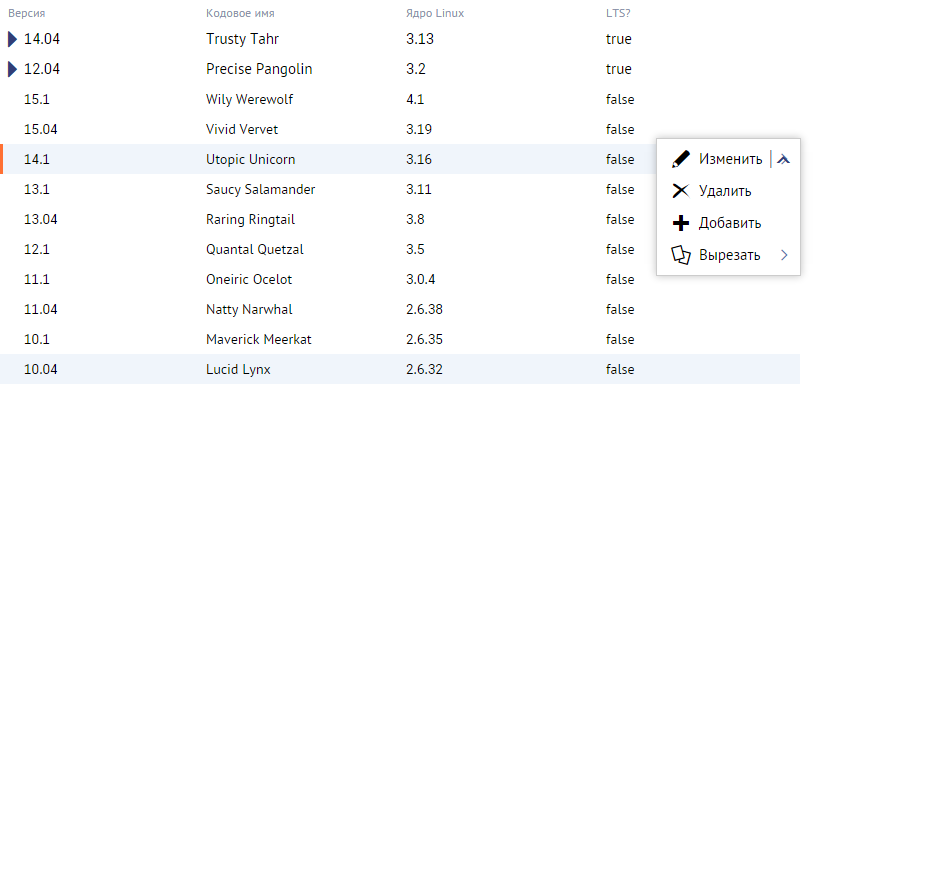 Версия Кодовое имя Ядро Linux LTS?
14.04 Trusty Tahr 3.13 true
12.04 Precise Pangolin 3.2 true
15.1 Wily Werewolf 4.1 false
15.04 Vivid Vervet 3.19 false
14.1 Utopic Unicorn 3.16 false
13.1 Saucy Salamander 3.11 false
13.04 Raring Ringtail 3.8 false
12.1 Quantal Quetzal 3.5 false
11.1 Oneiric Ocelot 3.0.4 false
11.04 Natty Narwhal 2.6.38 false
10.1 Maverick Meerkat 2.6.35 false
10.04 Lucid Lynx 2.6.32 false
Изменить
Удалить
Добавить
Вырезать